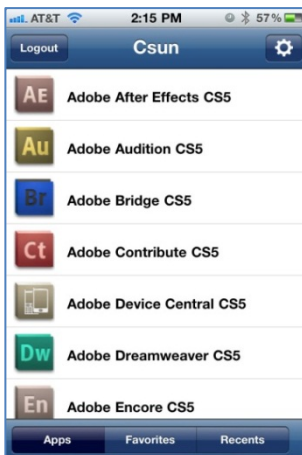 AT&T 2:15 PM 57%
Logout Csun
AE Adobe After Effects CS5
Au Adobe Audition CS5
Br Adobe Bridge CS5
Ct Adobe Contribute CS5
Adobe Device Central CS5
Dw Adobe Dreamweaver CS5
En Adobe Encore CS5
Apps Favorites Recents